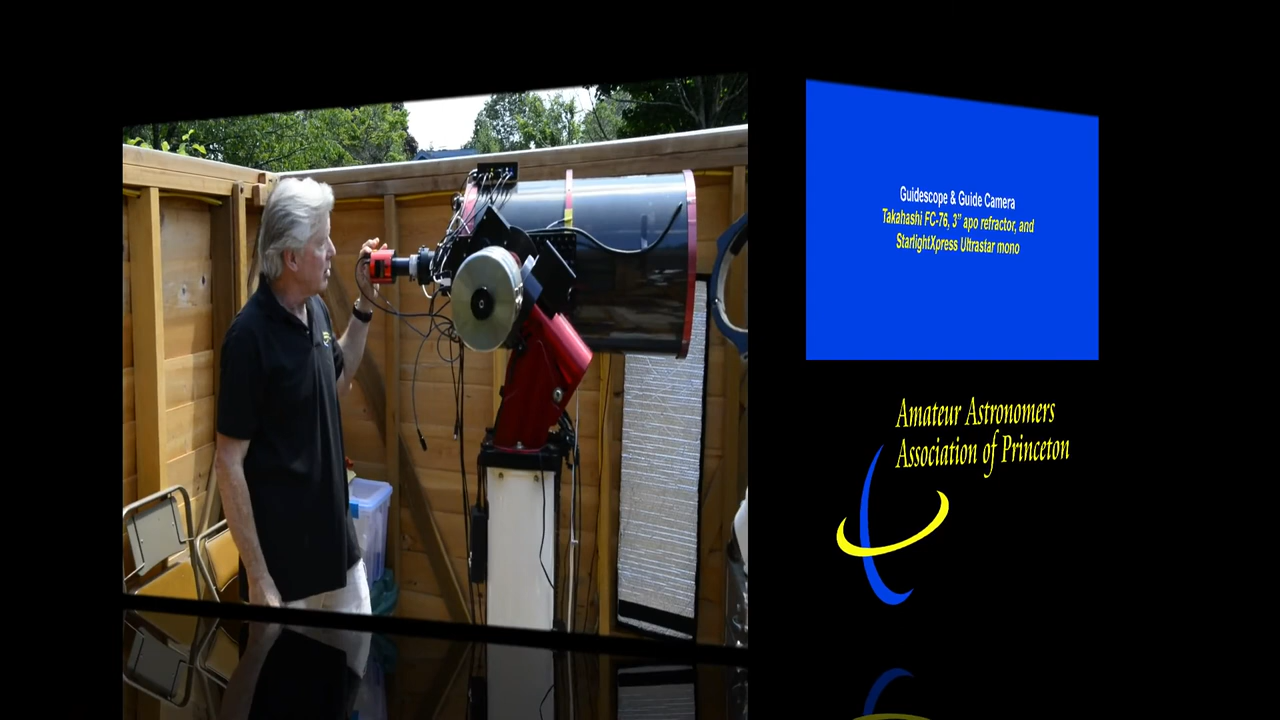 Guidescope & Guide Camera
Takahashi FC-76, 3” apo refractor, and
StarlightXpress Ultrastar mono
Amateur Astronomers
Association of Princeton